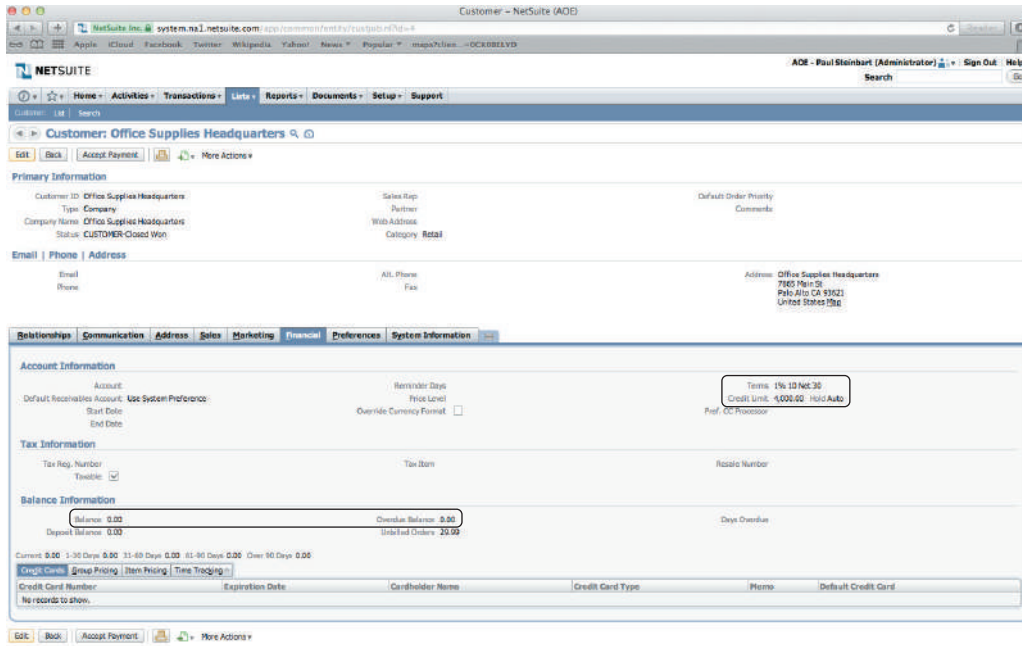 Customer – NetSuite (AOE)
NetSuite Inc. system.na1.netsuite.com/app/common/entity/custjob.nl?id=4
Apple iCloud Facebook Twitter Wikipedia Yahoo! News Popular
NETSUITE
AOE - Paul Steinbart (Administrator) Sign Out Help
Search
Home Activities Transactions Lists Reports Documents Setup Support
Customer List Search
Customer: Office Supplies Headquarters
Edit Back Accept Payment More Actions
Primary Information
Customer ID Office Supplies Headquarters Sales Rep Default Order Priority
Type Company Partner Comments
Company Name Office Supplies Headquarters Web Address
Status CUSTOMER-Closed Won Category Retail
Email | Phone | Address
Email Alt. Phone Address Office Supplies Headquarters
Phone Fax 7865 Main St
Palo Alto CA 93621
United States Map
Relationships Communication Address Sales Marketing Financial Preferences System Information
Account Information
Account Reminder Days Terms 1% 10 Net 30
Default Receivables Account Use System Preference Price Level Credit Limit 4,000.00 Hold Auto
Start Date Override Currency Format Pref. CC Processor
End Date
Tax Information
Tax Reg. Number Tax Item Resale Number
Taxable
Balance Information
Balance 0.00 Overdue Balance 0.00 Days Overdue
Deposit Balance 0.00 Unbilled Orders 29.99
Current 0.00 1-30 Days 0.00 31-60 Days 0.00 61-90 Days 0.00 Over 90 Days 0.00
Credit Cards Group Pricing Item Pricing Time Tracking
Credit Card Number Expiration Date Cardholder Name Credit Card Type Memo Default Credit Card
No records to show.
Edit Back Accept Payment More Actions